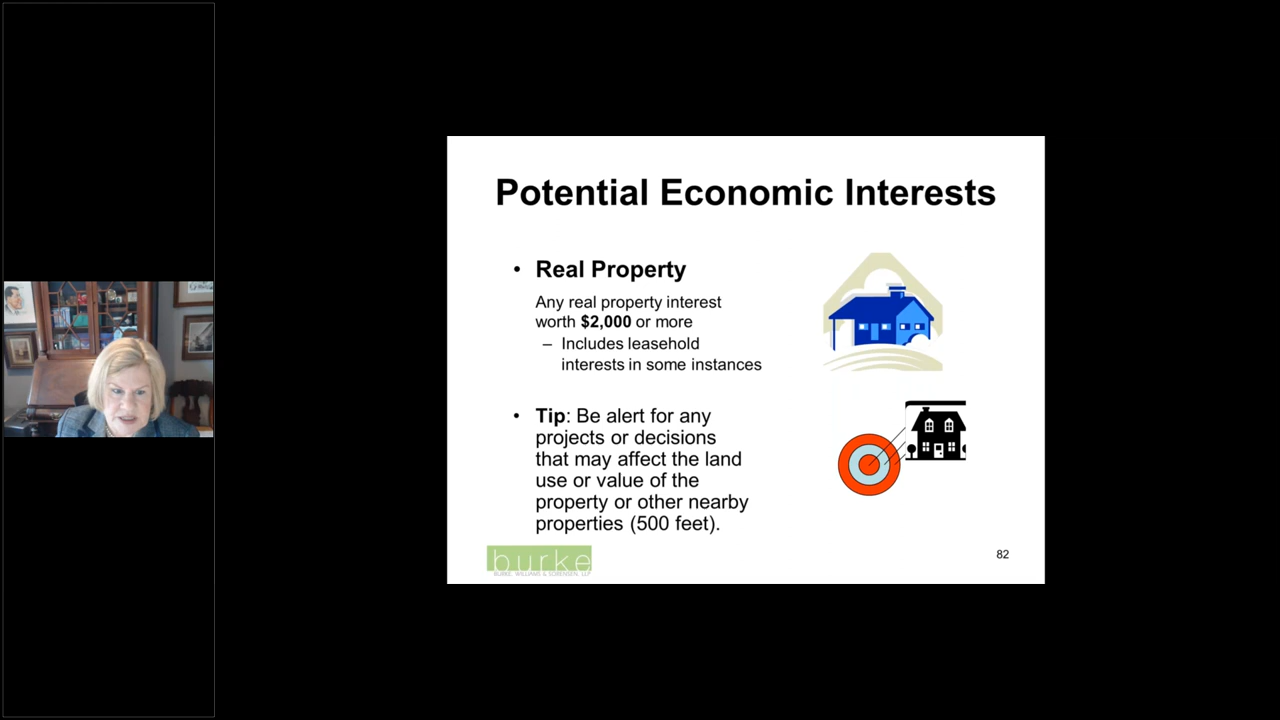 Potential Economic Interests
• Real Property
Any real property interest
worth $2,000 or more
– Includes leasehold
interests in some instances
• Tip: Be alert for any
projects or decisions
that may affect the land
use or value of the
property or other nearby
properties (500 feet).
burke
BURKE, WILLIAMS & SORENSEN, LLP
82